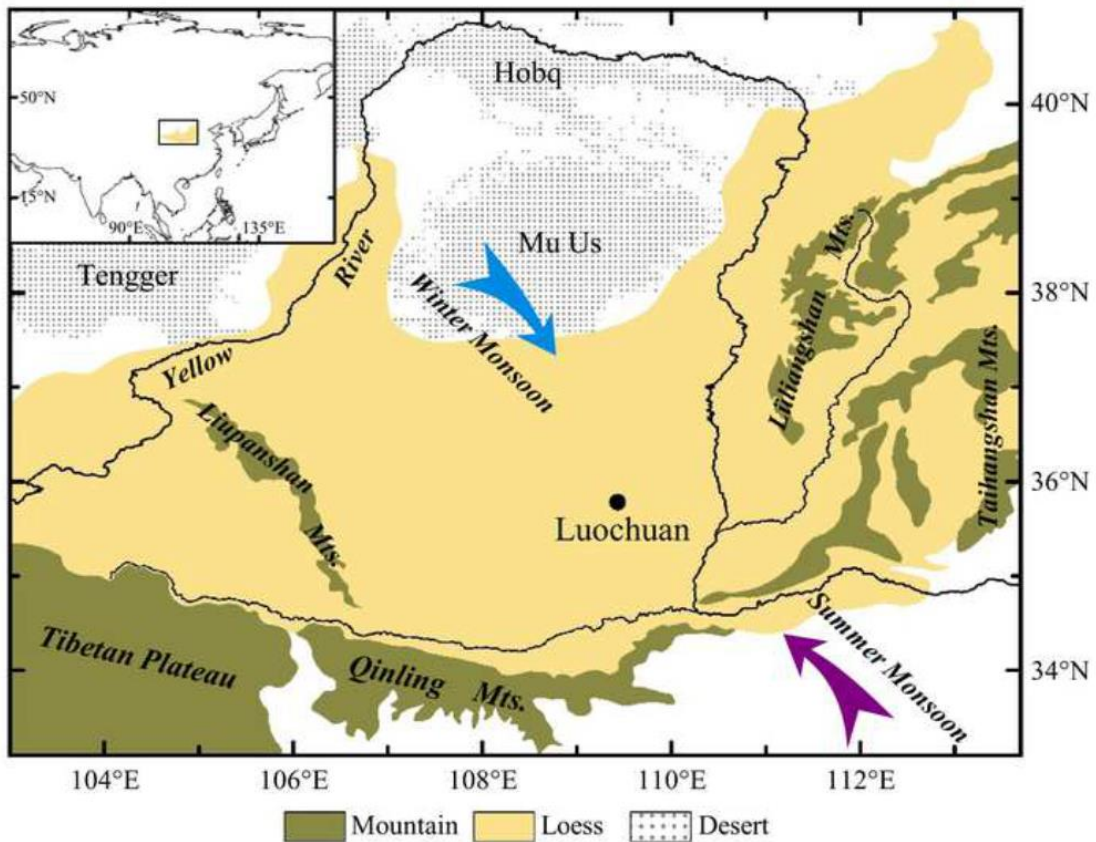 50°N
15°N
90°E
135°E
Hobq
40°N
Mu Us
Tengger
River
Yellow
Winter Monsoon
38°N
Lüliangshan Mts.
Taihangshan Mts.
Liupanshan Mts.
36°N
Luochuan
Summer Monsoon
Tibetan Plateau
Qinling Mts.
34°N
104°E 106°E 108°E 110°E 112°E
Mountain Loess Desert